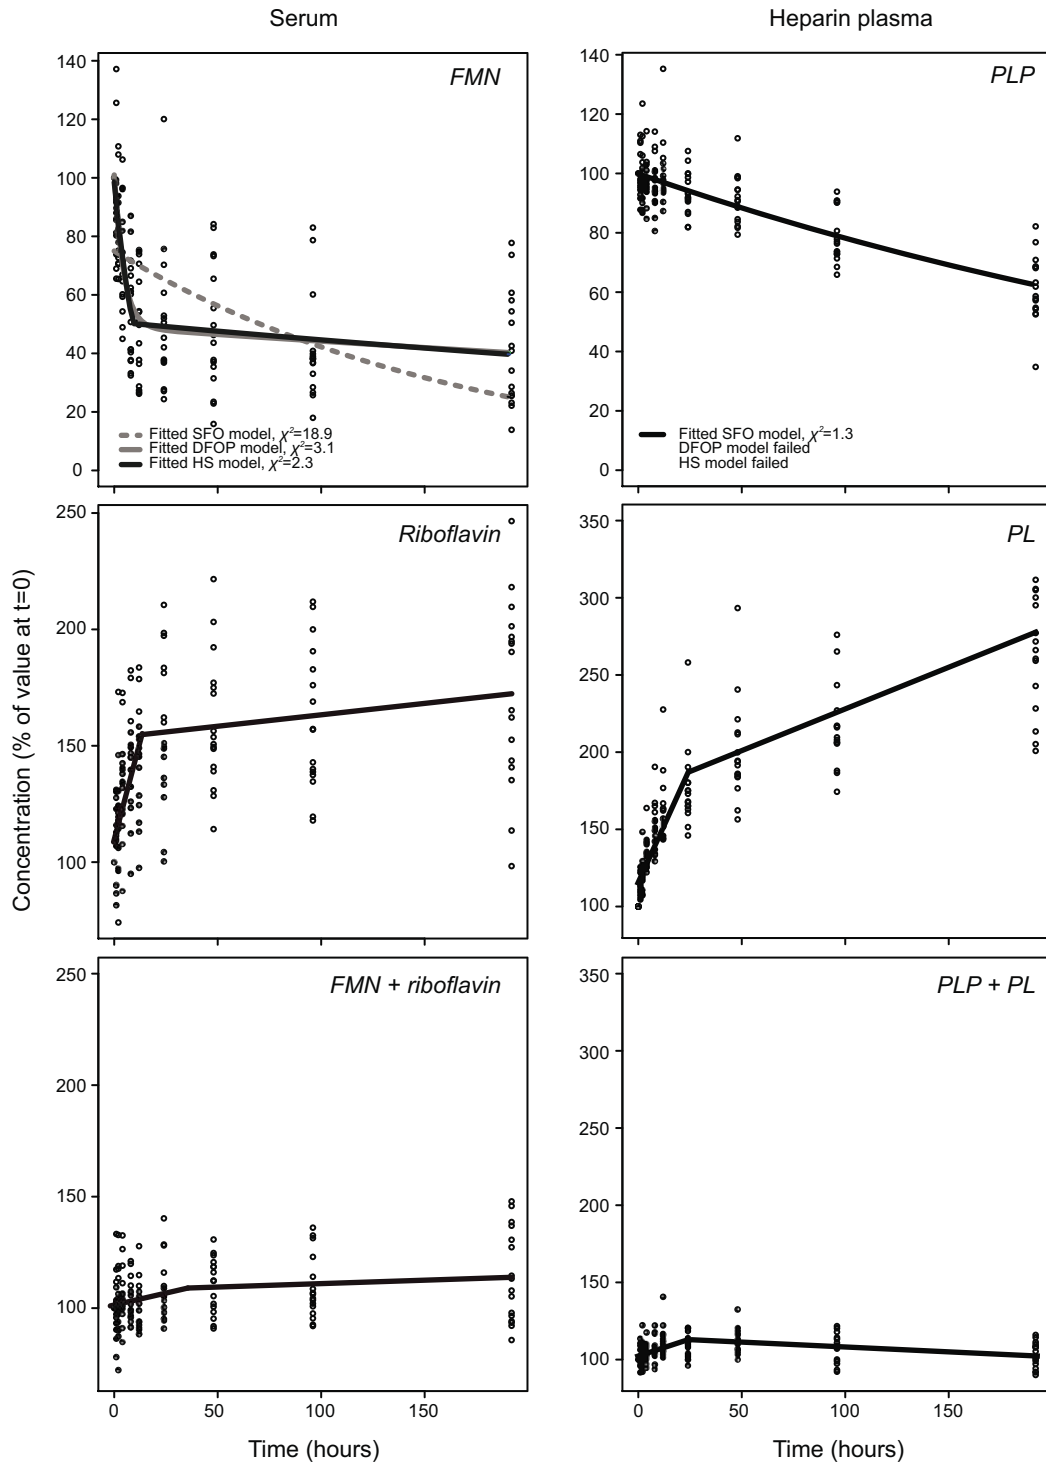 Serum
Heparin plasma
Concentration (% of value at t=0)
FMN
140
120
100
80
60
40
20
0
Fitted SFO model, χ²=18.9
Fitted DFOP model, χ²=3.1
Fitted HS model, χ²=2.3
PLP
140
120
100
80
60
40
20
0
Fitted SFO model, χ²=1.3
DFOP model failed
HS model failed
Riboflavin
250
200
150
100
PL
350
300
250
200
150
100
FMN + riboflavin
250
200
150
100
0 50 100 150
Time (hours)
PLP + PL
350
300
250
200
150
100
0 50 100 150
Time (hours)